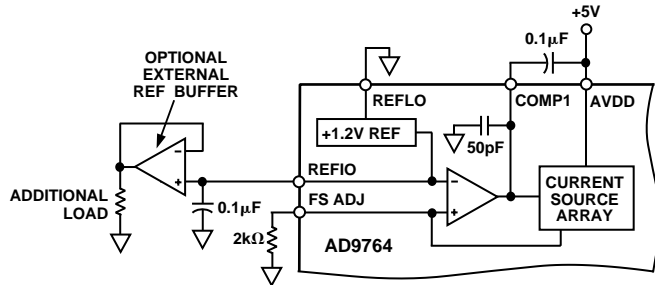 +5V
0.1μF
OPTIONAL
EXTERNAL
REF BUFFER
REFLO
COMP1
AVDD
+1.2V REF
50pF
–
+
REFIO
–
+
ADDITIONAL
LOAD
0.1μF
FS ADJ
CURRENT
SOURCE
ARRAY
2kΩ
AD9764